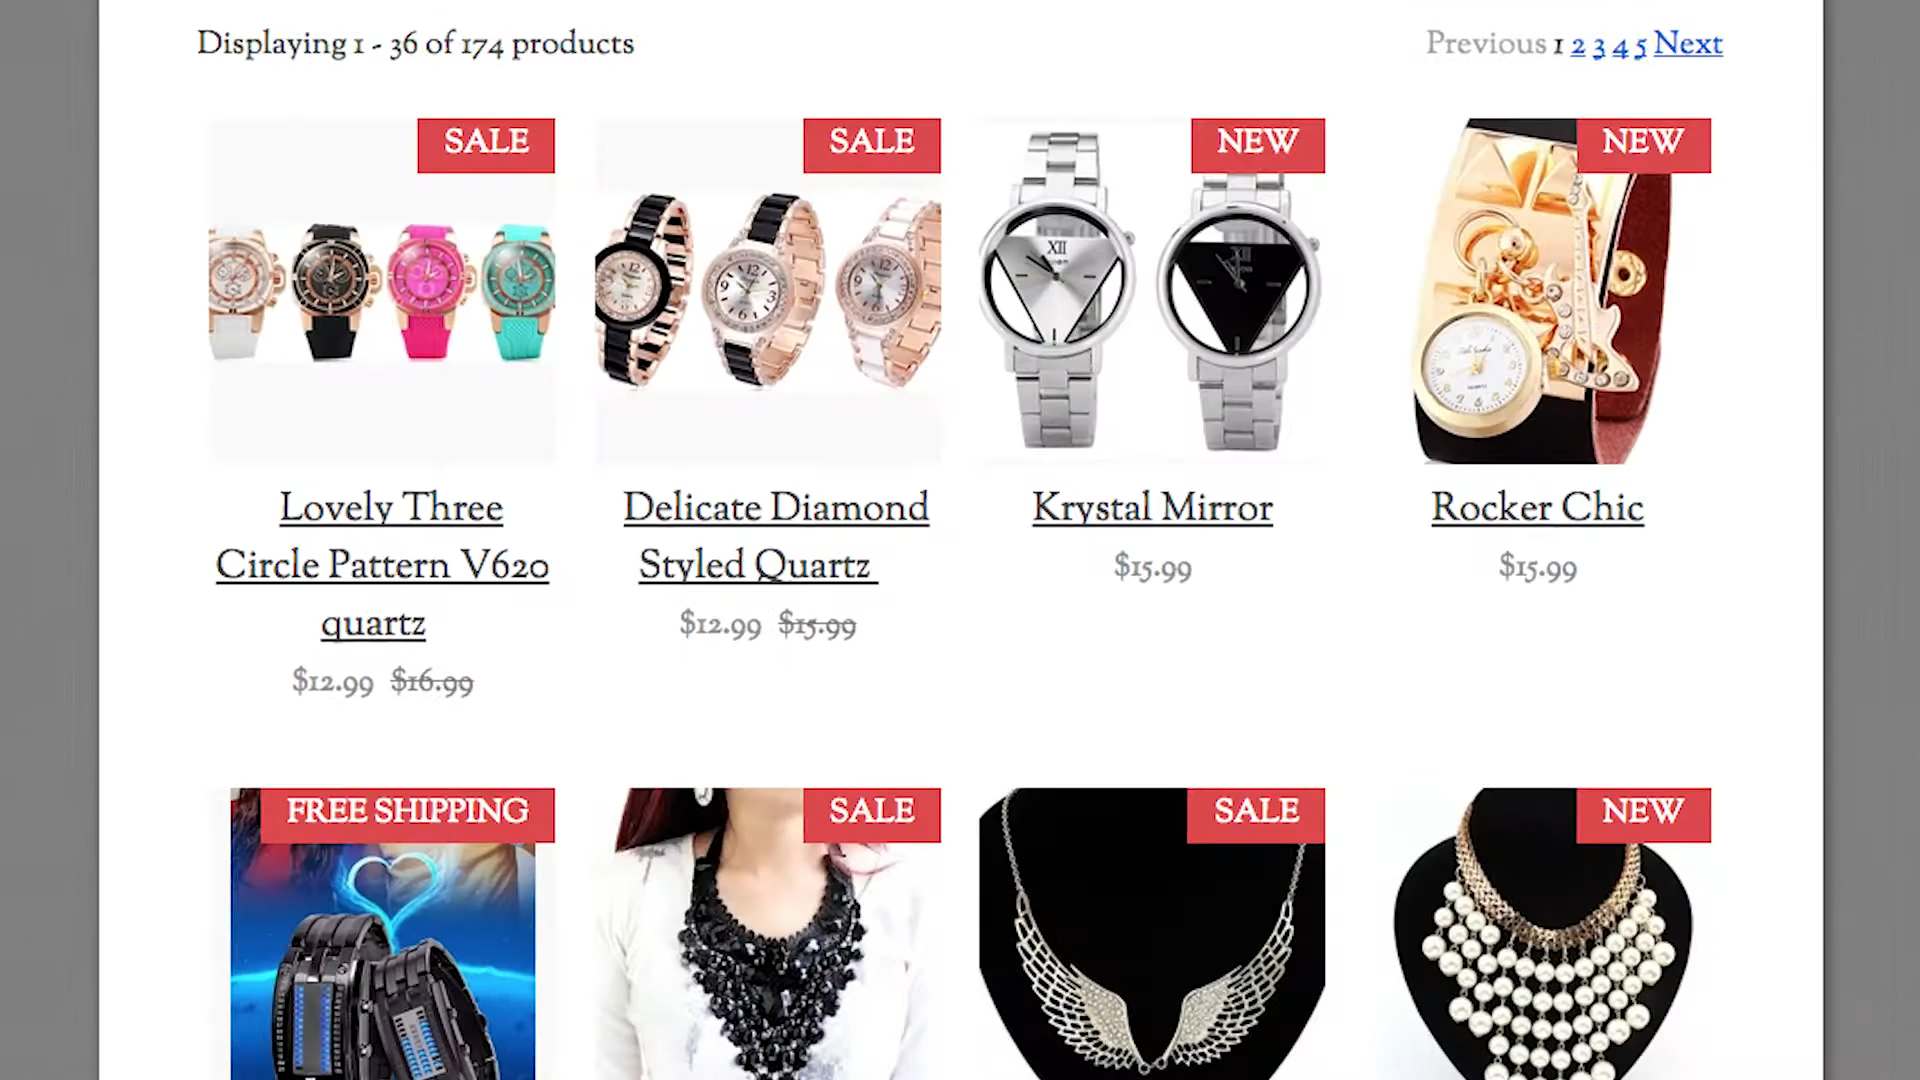 Displaying 1 - 36 of 174 products
Previous 1 2 3 4 5 Next
SALE
SALE
NEW
NEW
XII
XII
Lovely Three
Circle Pattern V620
quartz
$12.99 $16.99
Delicate Diamond
Styled Quartz
$12.99 $15.99
Krystal Mirror
$15.99
Rocker Chic
$15.99
FREE SHIPPING
SALE
SALE
NEW